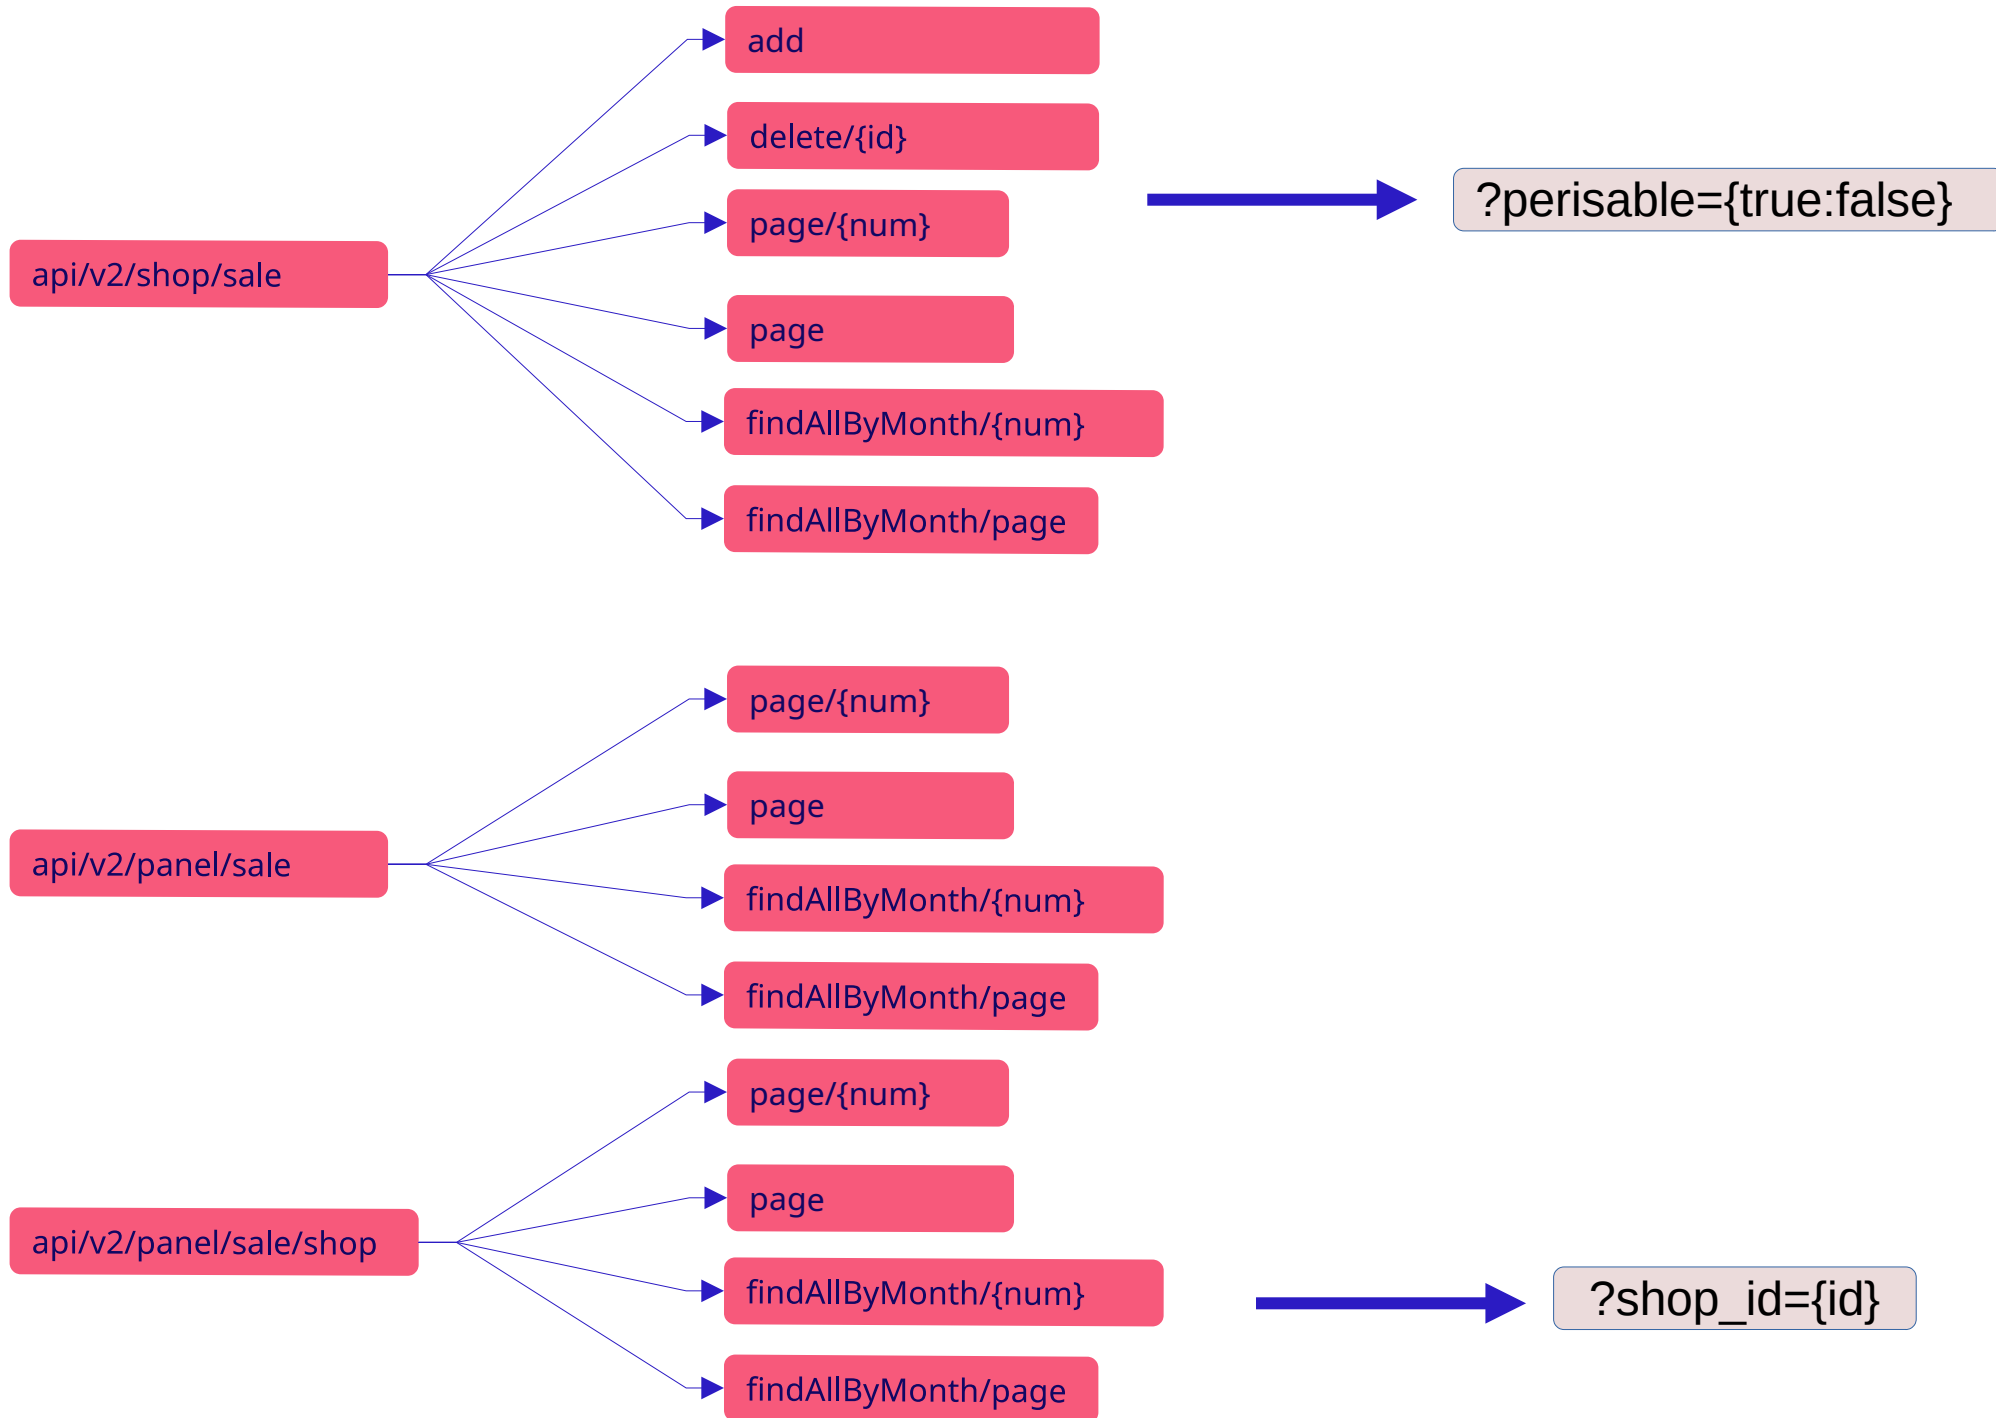 api/v2/shop/sale
add
delete/{id}
page/{num}
page
findAllByMonth/{num}
findAllByMonth/page
?perisable={true:false}
api/v2/panel/sale
page/{num}
page
findAllByMonth/{num}
findAllByMonth/page
api/v2/panel/sale/shop
page/{num}
page
findAllByMonth/{num}
findAllByMonth/page
?shop_id={id}